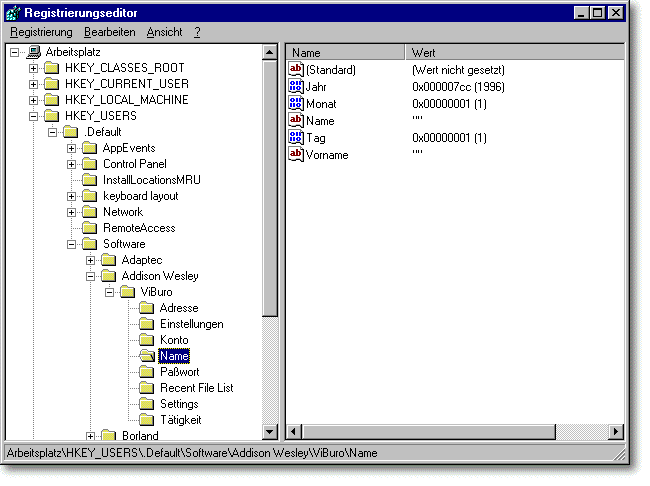 Registrierungseditor
Registrierung Bearbeiten Ansicht ?
Arbeitsplatz
HKEY_CLASSES_ROOT
HKEY_CURRENT_USER
HKEY_LOCAL_MACHINE
HKEY_USERS
.Default
AppEvents
Control Panel
InstallLocationsMRU
keyboard layout
Network
RemoteAccess
Software
Adaptec
Addison Wesley
ViBuro
Adresse
Einstellungen
Konto
Name
Paßwort
Recent File List
Settings
Tätigkeit
Borland
Name Wert
(Standard) (Wert nicht gesetzt)
Jahr 0x000007cc (1996)
Monat 0x00000001 (1)
Name ""
Tag 0x00000001 (1)
Vorname ""
Arbeitsplatz\HKEY_USERS\.Default\Software\Addison Wesley\ViBuro\Name